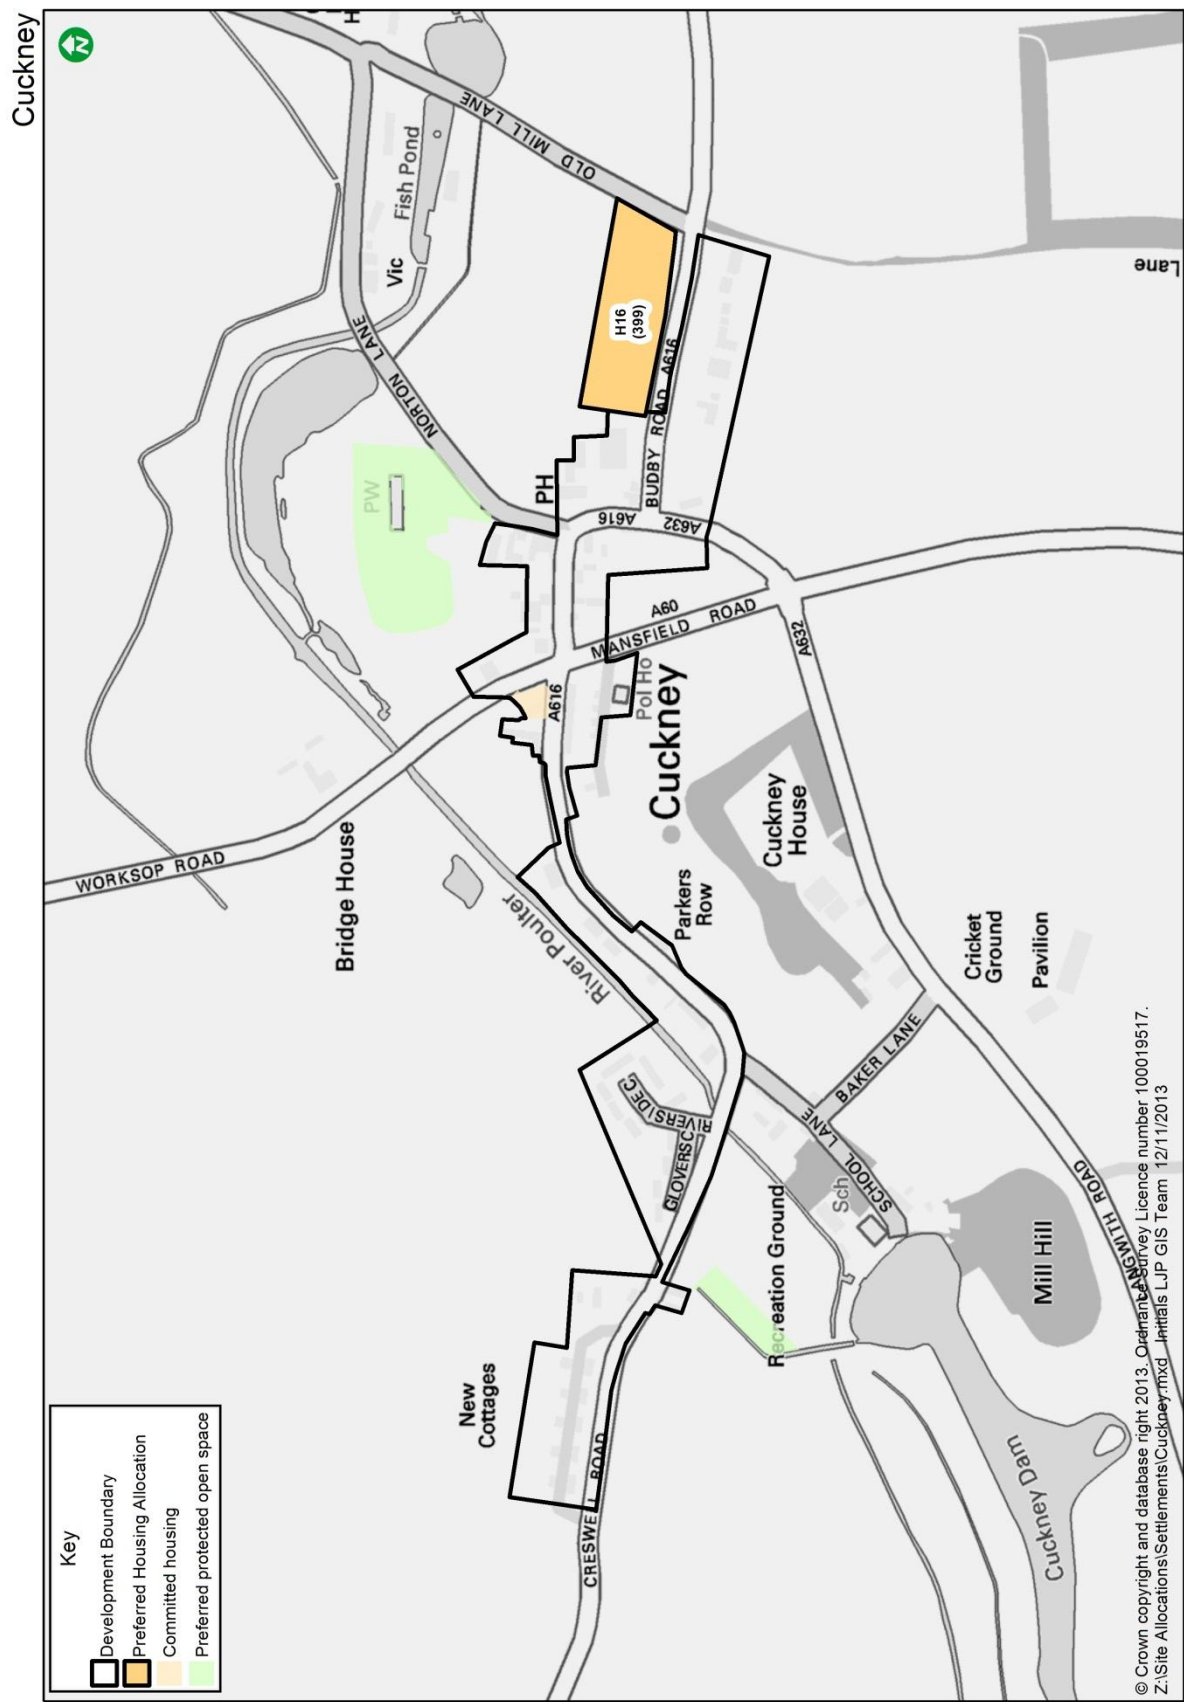 Cuckney
N
Key
Development Boundary
Preferred Housing Allocation
Committed housing
Preferred protected open space
WORKSOP ROAD
Bridge House
River Poulter
NORTON LANE
Vic
Fish Pond
OLD MILL LANE
H
PW
PH
H16
(399)
BUDBY ROAD A616
A616
A632
A616
A60
MANSFIELD ROAD
A632
Pol Ho
Cuckney
Cuckney
House
Parkers
Row
New
Cottages
CRESWELL ROAD
GLOVERSC
RIVERSIDEC
SCHOOL LANE
BAKER LANE
Sch
Recreation Ground
Cricket
Ground
Pavilion
Mill Hill
LANGWITH ROAD
Cuckney Dam
Lane
© Crown copyright and database right 2013. Ordnance Survey Licence number 100019517.
Z:\Site Allocations\Settlements\Cuckney.mxd Initials LJP GIS Team 12/11/2013